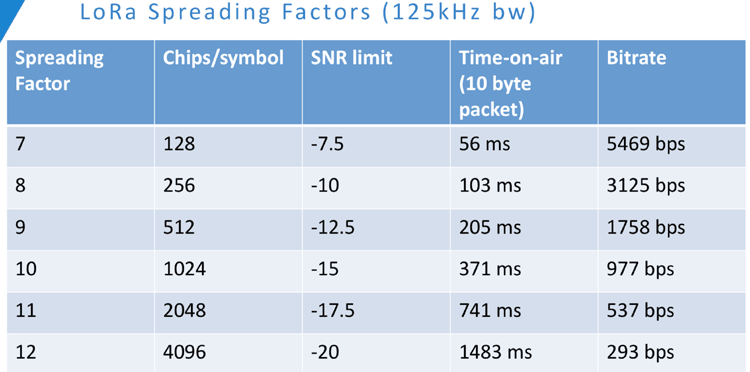 LoRa Spreading Factors (125kHz bw)
Spreading Factor Chips/symbol SNR limit Time-on-air (10 byte packet) Bitrate
7 128 -7.5 56 ms 5469 bps
8 256 -10 103 ms 3125 bps
9 512 -12.5 205 ms 1758 bps
10 1024 -15 371 ms 977 bps
11 2048 -17.5 741 ms 537 bps
12 4096 -20 1483 ms 293 bps